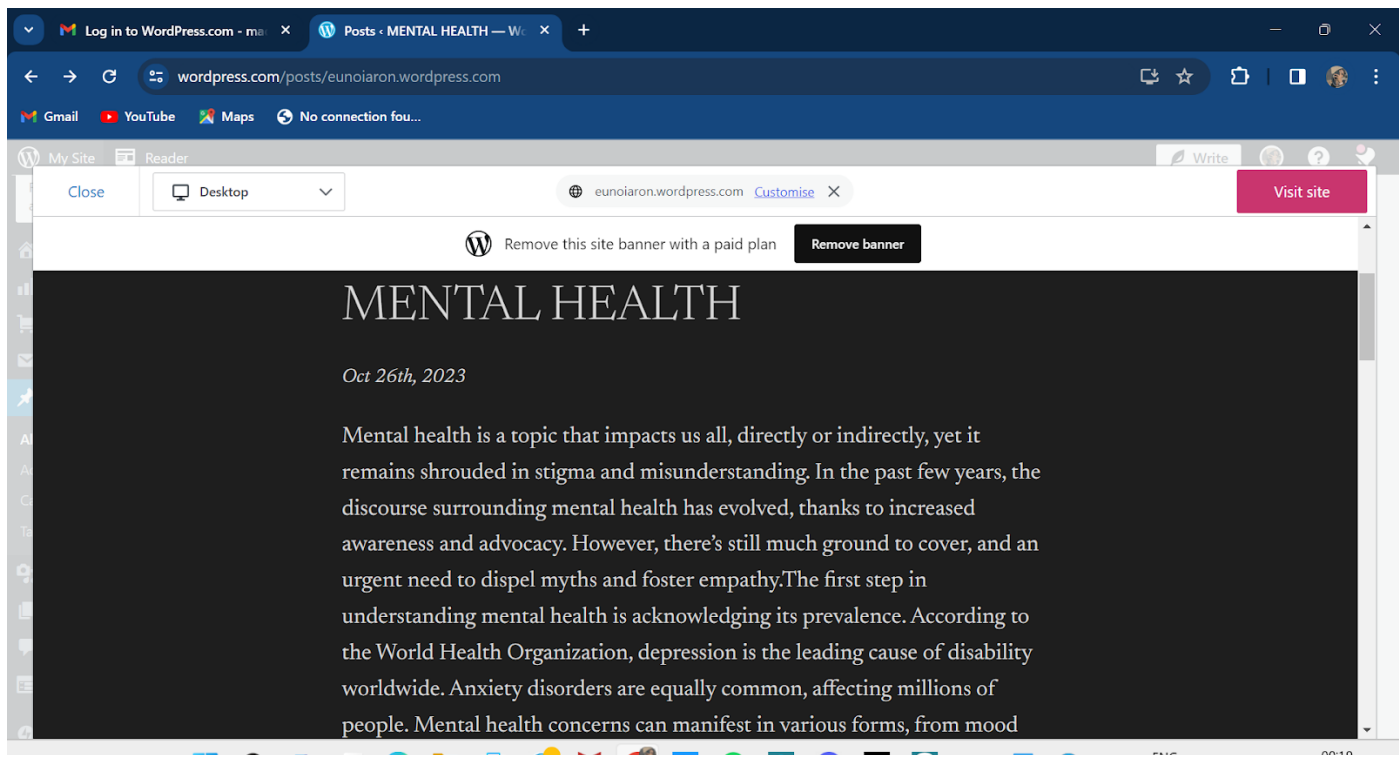 Log in to WordPress.com - ma
Posts ‹ MENTAL HEALTH — Wo
wordpress.com/posts/eunoiaron.wordpress.com
Gmail YouTube Maps No connection fou...
My Site Reader Write
Close Desktop eunoiaron.wordpress.com Customise Visit site
Remove this site banner with a paid plan Remove banner
MENTAL HEALTH
Oct 26th, 2023
Mental health is a topic that impacts us all, directly or indirectly, yet it
remains shrouded in stigma and misunderstanding. In the past few years, the
discourse surrounding mental health has evolved, thanks to increased
awareness and advocacy. However, there’s still much ground to cover, and an
urgent need to dispel myths and foster empathy.The first step in
understanding mental health is acknowledging its prevalence. According to
the World Health Organization, depression is the leading cause of disability
worldwide. Anxiety disorders are equally common, affecting millions of
people. Mental health concerns can manifest in various forms, from mood